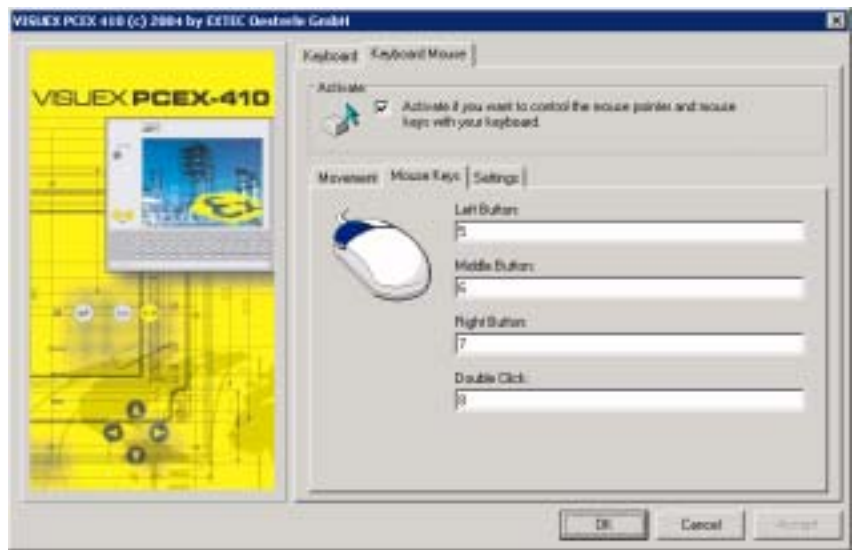 VISUEX PCEX 410 (c) 2004 by EXTEC Oesterle GmbH
VISUEX PCEX-410
Keyboard
Keyboard Mouse
Activate
Activate if you want to control the mouse pointer and mouse
keys with your keyboard.
Movement
Mouse Keys
Settings
Left Button:
5
Middle Button:
6
Right Button:
7
Double Click:
8
OK
Cancel
Accept